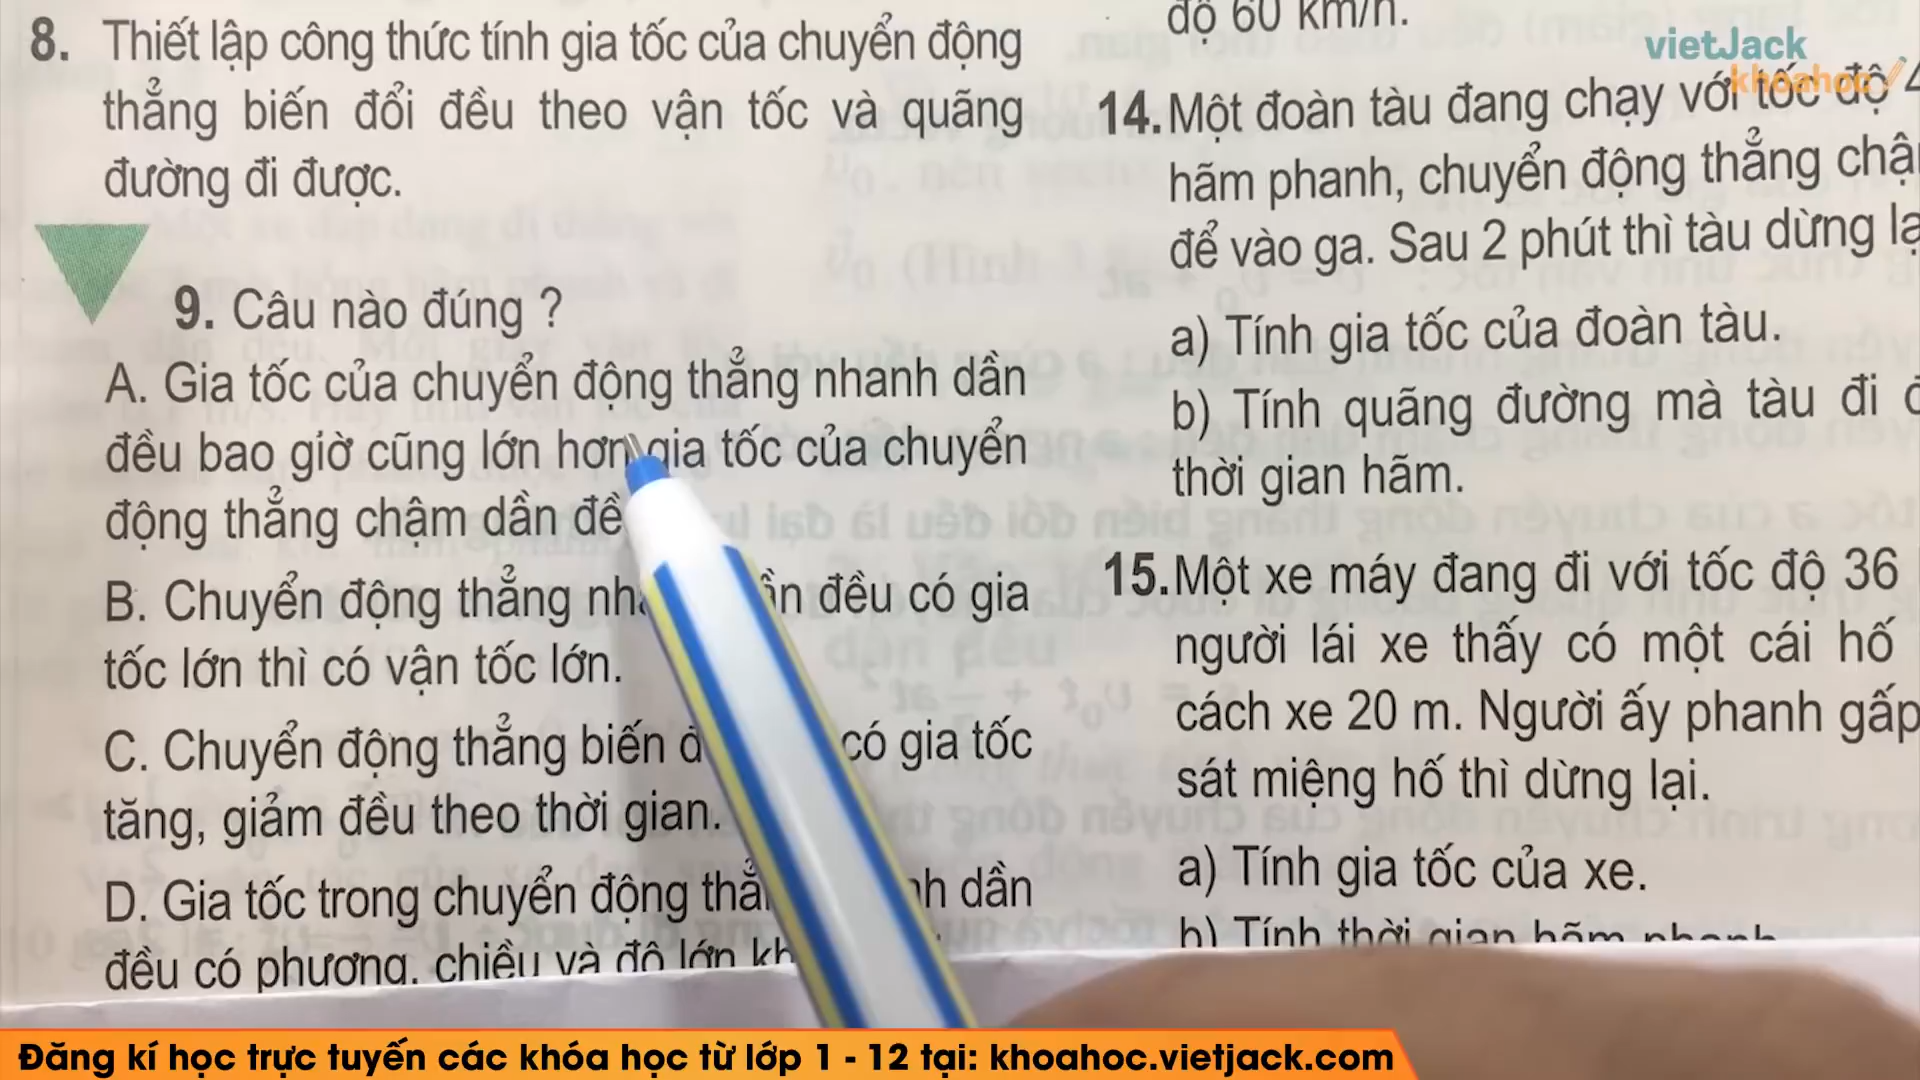 8. Thiết lập công thức tính gia tốc của chuyển động
thẳng biến đổi đều theo vận tốc và quãng
đường đi được.
9. Câu nào đúng ?
A. Gia tốc của chuyển động thẳng nhanh dần
đều bao giờ cũng lớn hơn gia tốc của chuyển
động thẳng chậm dần
B. Chuyển động thẳng đều có gia
tốc lớn thì có vận tốc lớn.
C. Chuyển động thẳng biến có gia tốc
tăng, giảm đều theo thời gian.
D. Gia tốc trong chuyển động dần
đều có phương, chiều và độ lớn
độ 60 km/h.
14. Một đoàn tàu đang chạy với tốc độ
hãm phanh, chuyển động thẳng
để vào ga. Sau 2 phút thì tàu dừng
a) Tính gia tốc của đoàn tàu.
b) Tính quãng đường mà tàu đi
thời gian hãm.
15. Một xe máy đang đi với tốc độ 36
người lái xe thấy có một cái hố
cách xe 20 m. Người ấy phanh gấp
sát miệng hố thì dừng lại.
a) Tính gia tốc của xe.
b) Tính thời gian hãm phanh
vietJack
khoahoc
Đăng kí học trực tuyến các khóa học từ lớp 1 - 12 tại: khoahoc.vietjack.com